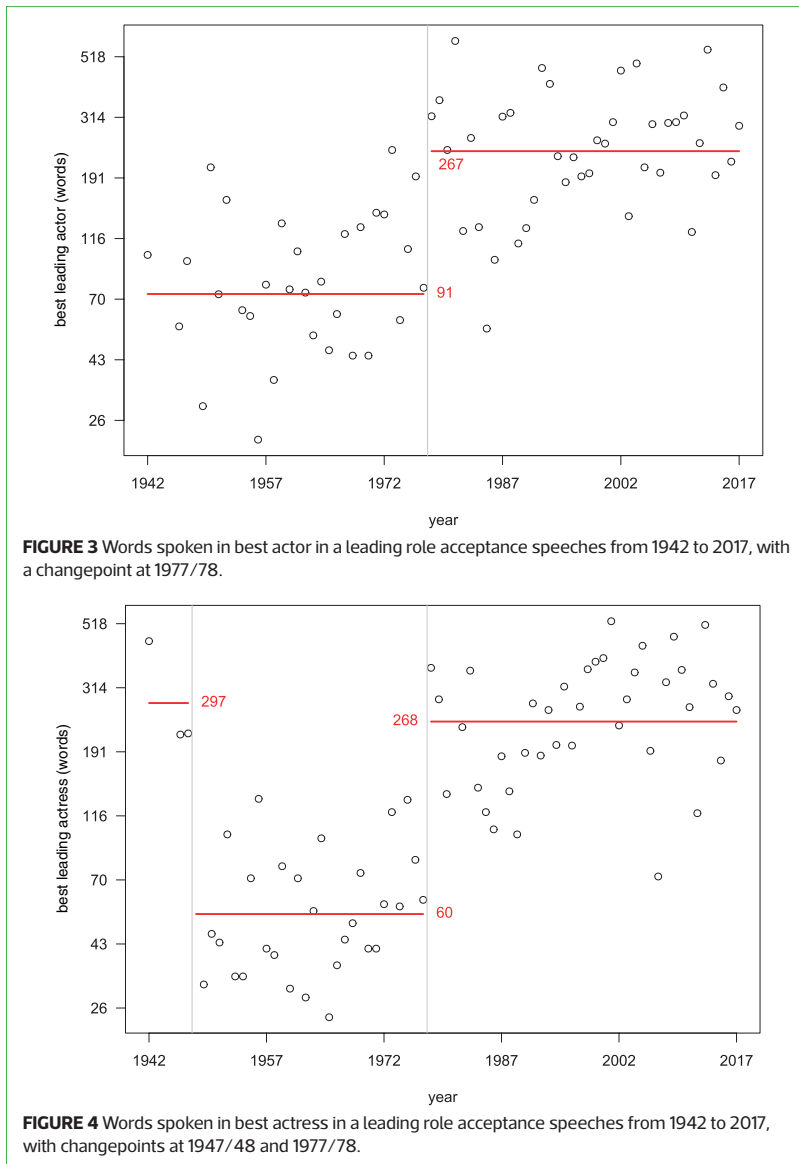 518
314
191
116
70
43
26
best leading actor (words)
267
91
1942 1957 1972 1987 2002 2017
year
FIGURE 3 Words spoken in best actor in a leading role acceptance speeches from 1942 to 2017, with
a changepoint at 1977/78.
518
314
191
116
70
43
26
best leading actress (words)
297
268
60
1942 1957 1972 1987 2002 2017
year
FIGURE 4 Words spoken in best actress in a leading role acceptance speeches from 1942 to 2017,
with changepoints at 1947/48 and 1977/78.